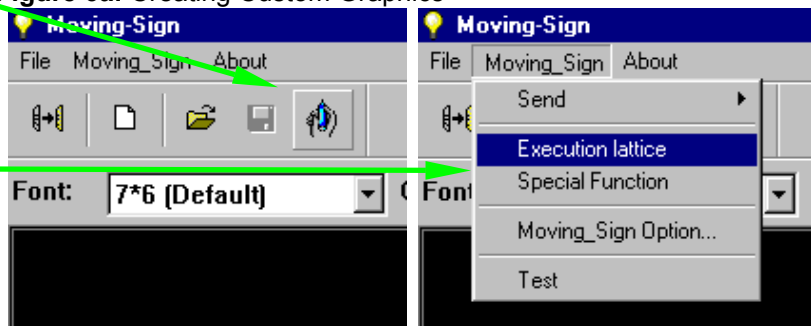 Creating Custom Graphics
Moving-Sign
File Moving_Sign About
Font: 7*6 (Default)
Moving-Sign
File Moving_Sign About
Send
Execution lattice
Special Function
Moving_Sign Option...
Test
Font